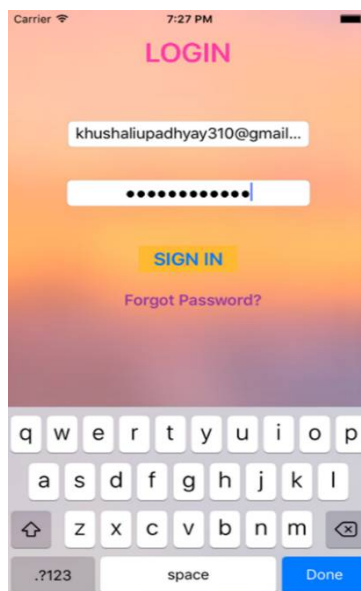 Carrier 7:27 PM
LOGIN
khushaliupadhyay310@gmail...
••••••••••••
SIGN IN
Forgot Password?
q w e r t y u i o p
a s d f g h j k l
z x c v b n m
.?123 space Done